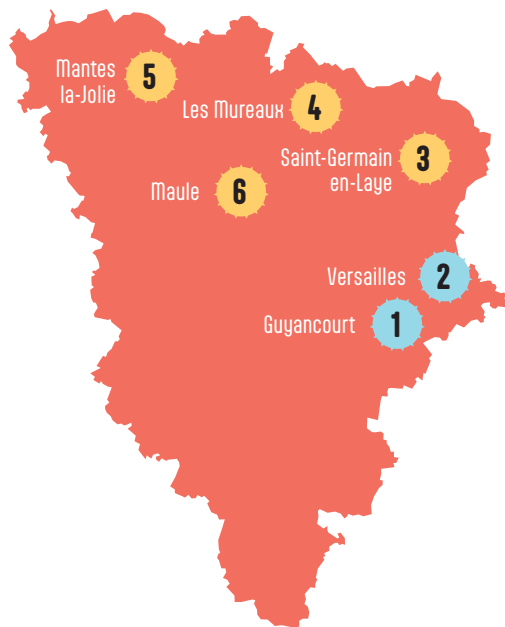 Mantes
la-Jolie
5
Les Mureaux
4
Saint-Germain
en-Laye
3
Maule
6
Versailles
2
Guyancourt
1